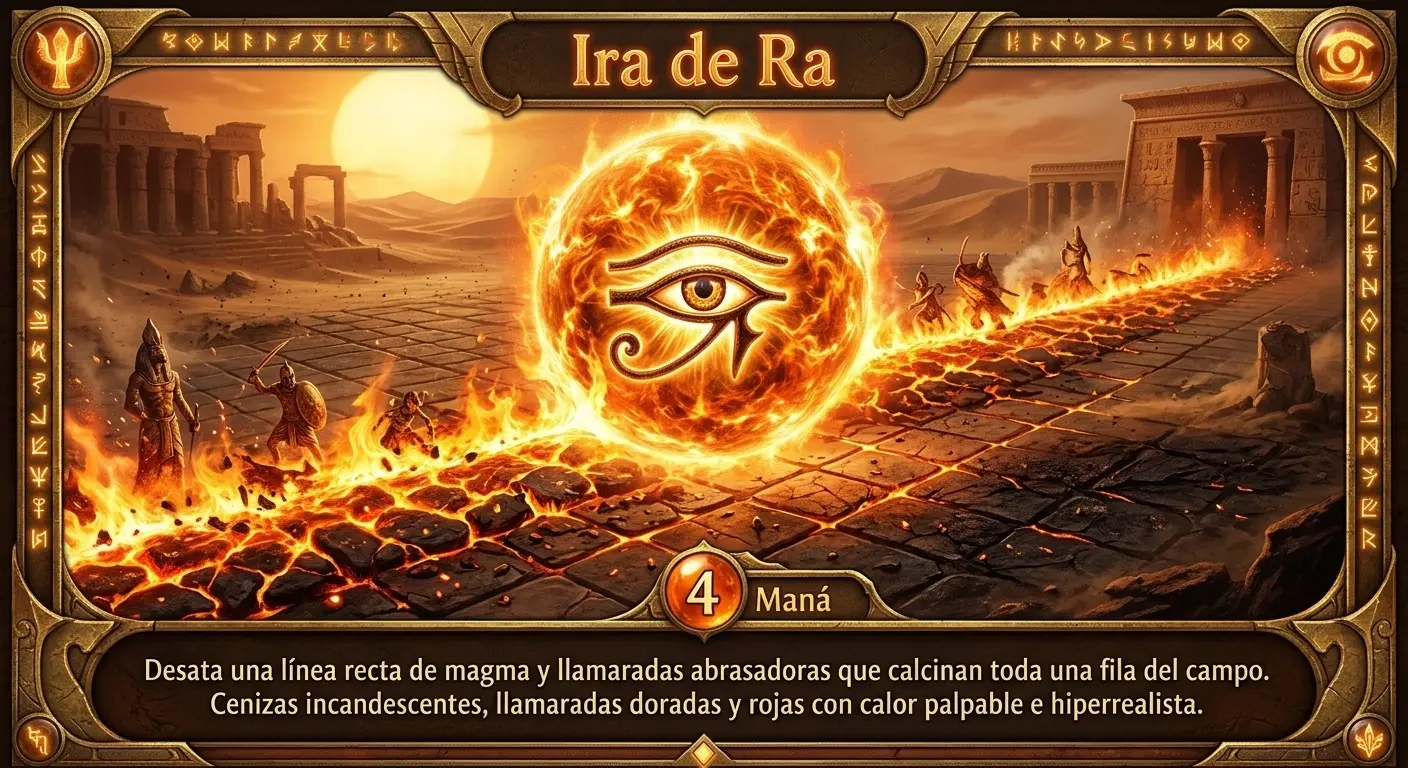 Ira de Ra
4 Maná
Desata una línea recta de magma y llamaradas abrasadoras que calcinan toda una fila del campo.
Cenizas incandescentes, llamaradas doradas y rojas con calor palpable e hiperrealista.